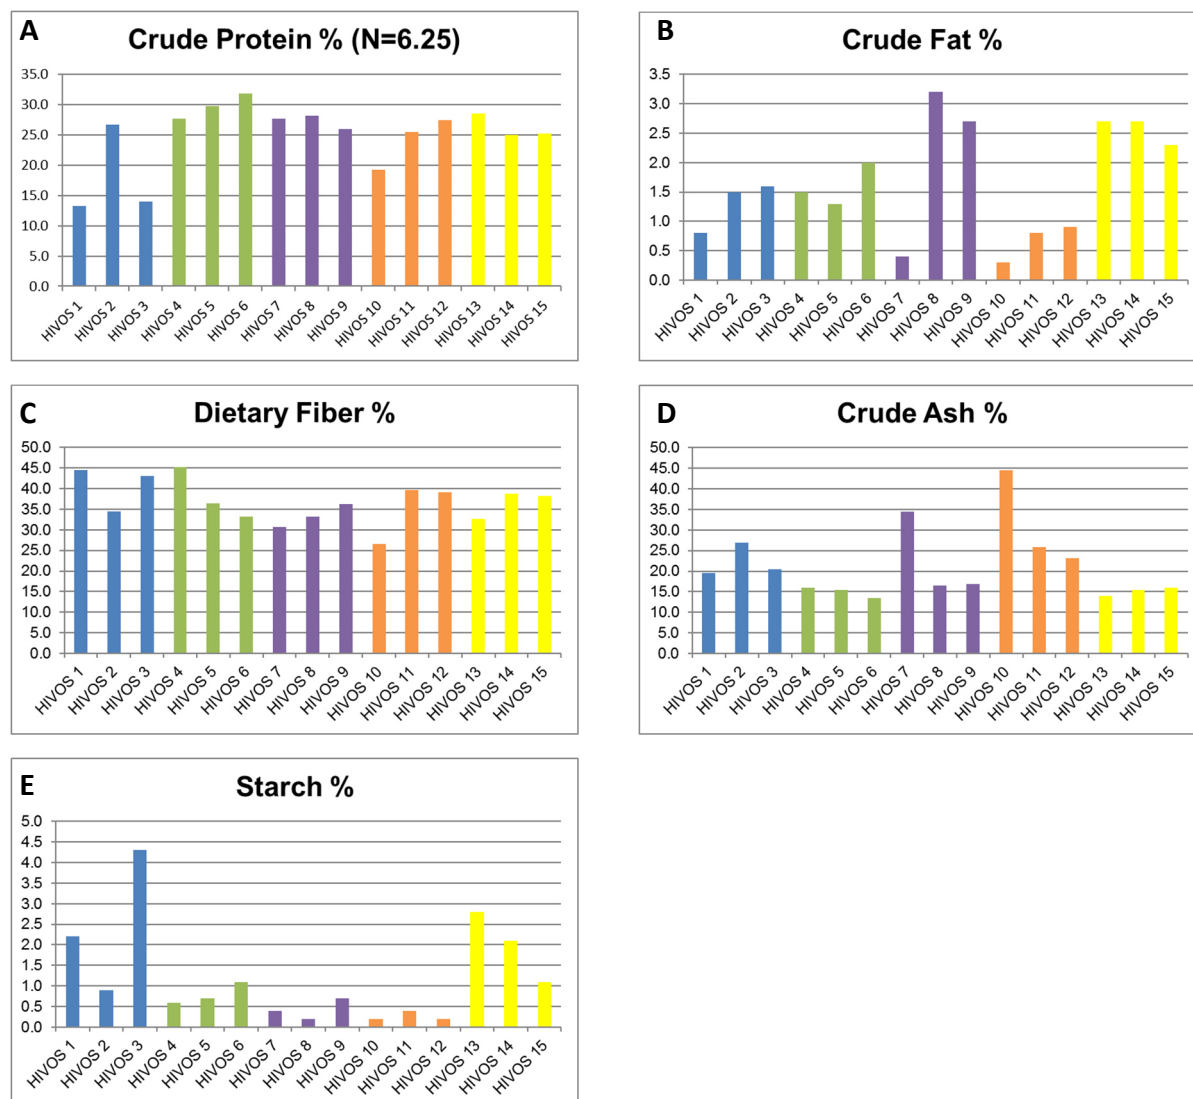 A
Crude Protein % (N=6.25)
35.0
30.0
25.0
20.0
15.0
10.0
5.0
0.0
HIVOS 1
HIVOS 2
HIVOS 3
HIVOS 4
HIVOS 5
HIVOS 6
HIVOS 7
HIVOS 8
HIVOS 9
HIVOS 10
HIVOS 11
HIVOS 12
HIVOS 13
HIVOS 14
HIVOS 15
B
Crude Fat %
3.5
3.0
2.5
2.0
1.5
1.0
0.5
0.0
HIVOS 1
HIVOS 2
HIVOS 3
HIVOS 4
HIVOS 5
HIVOS 6
HIVOS 7
HIVOS 8
HIVOS 9
HIVOS 10
HIVOS 11
HIVOS 12
HIVOS 13
HIVOS 14
HIVOS 15
C
Dietary Fiber %
50.0
45.0
40.0
35.0
30.0
25.0
20.0
15.0
10.0
5.0
0.0
HIVOS 1
HIVOS 2
HIVOS 3
HIVOS 4
HIVOS 5
HIVOS 6
HIVOS 7
HIVOS 8
HIVOS 9
HIVOS 10
HIVOS 11
HIVOS 12
HIVOS 13
HIVOS 14
HIVOS 15
D
Crude Ash %
50.0
45.0
40.0
35.0
30.0
25.0
20.0
15.0
10.0
5.0
0.0
HIVOS 1
HIVOS 2
HIVOS 3
HIVOS 4
HIVOS 5
HIVOS 6
HIVOS 7
HIVOS 8
HIVOS 9
HIVOS 10
HIVOS 11
HIVOS 12
HIVOS 13
HIVOS 14
HIVOS 15
E
Starch %
5.0
4.5
4.0
3.5
3.0
2.5
2.0
1.5
1.0
0.5
0.0
HIVOS 1
HIVOS 2
HIVOS 3
HIVOS 4
HIVOS 5
HIVOS 6
HIVOS 7
HIVOS 8
HIVOS 9
HIVOS 10
HIVOS 11
HIVOS 12
HIVOS 13
HIVOS 14
HIVOS 15